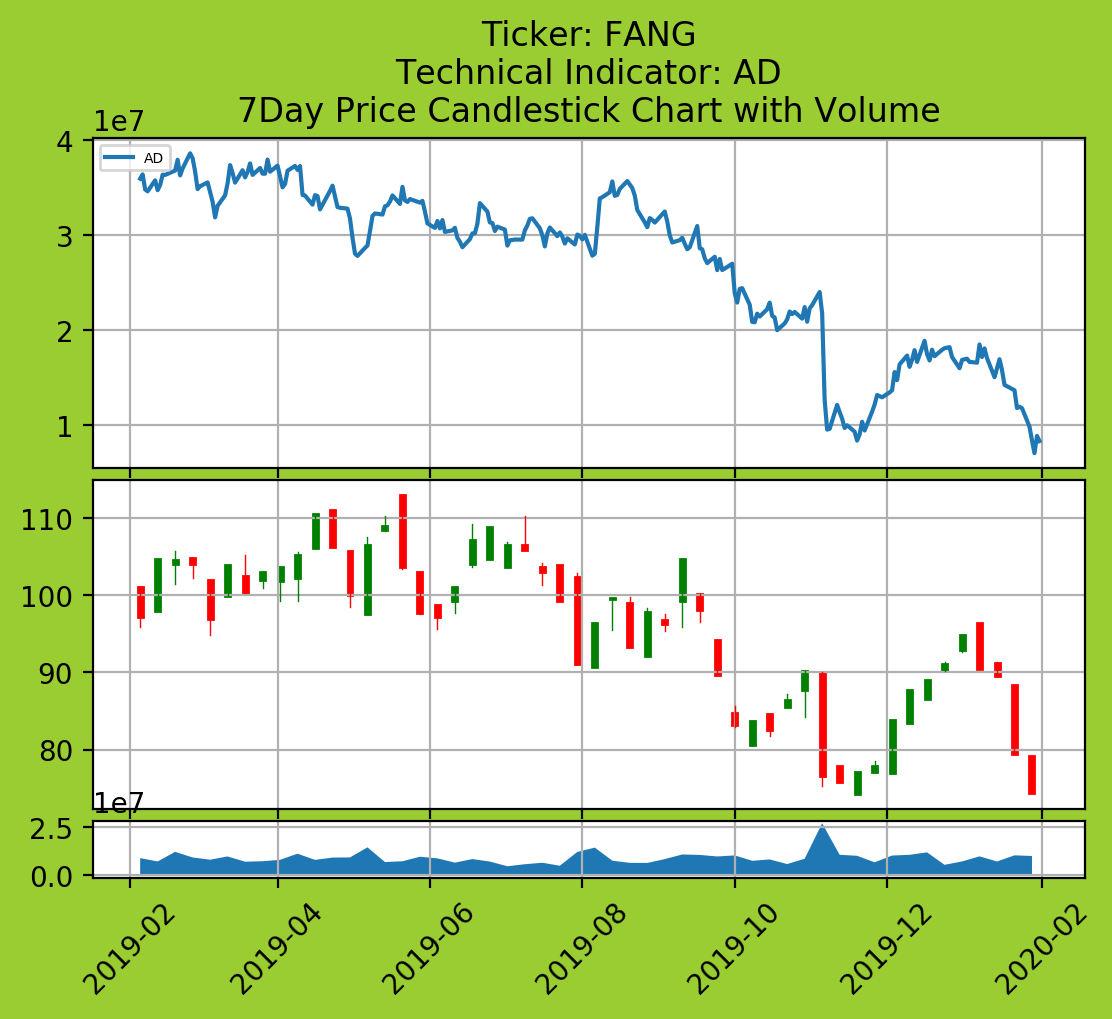 Ticker: FANG
Technical Indicator: AD
7Day Price Candlestick Chart with Volume
1e7
4
AD
3
2
1
110
100
90
80
1e7
2.5
0.0
2019-02
2019-04
2019-06
2019-08
2019-10
2019-12
2020-02